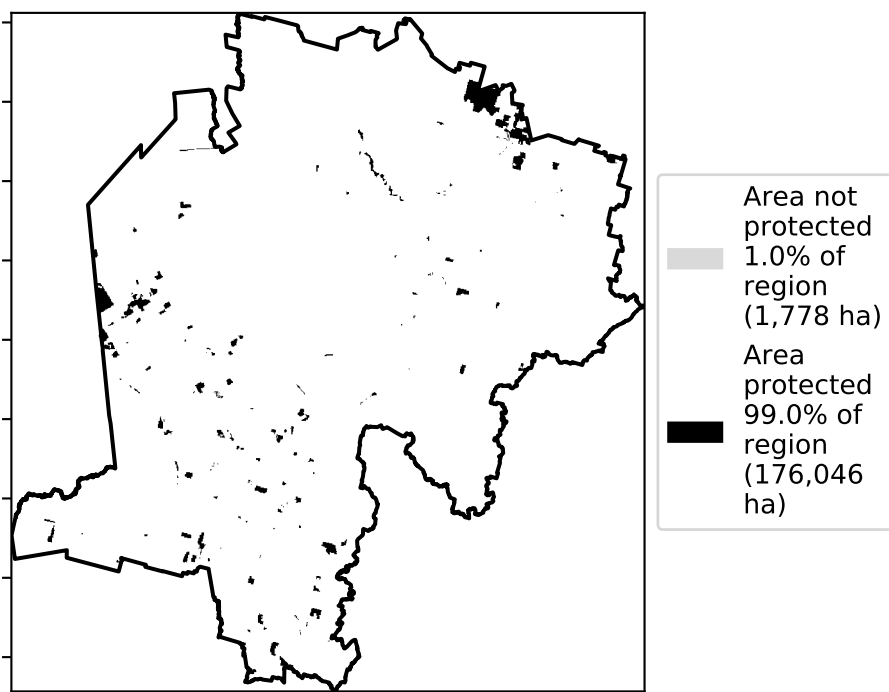 Area not
protected
1.0% of
region
(1,778 ha)
Area
protected
99.0% of
region
(176,046
ha)